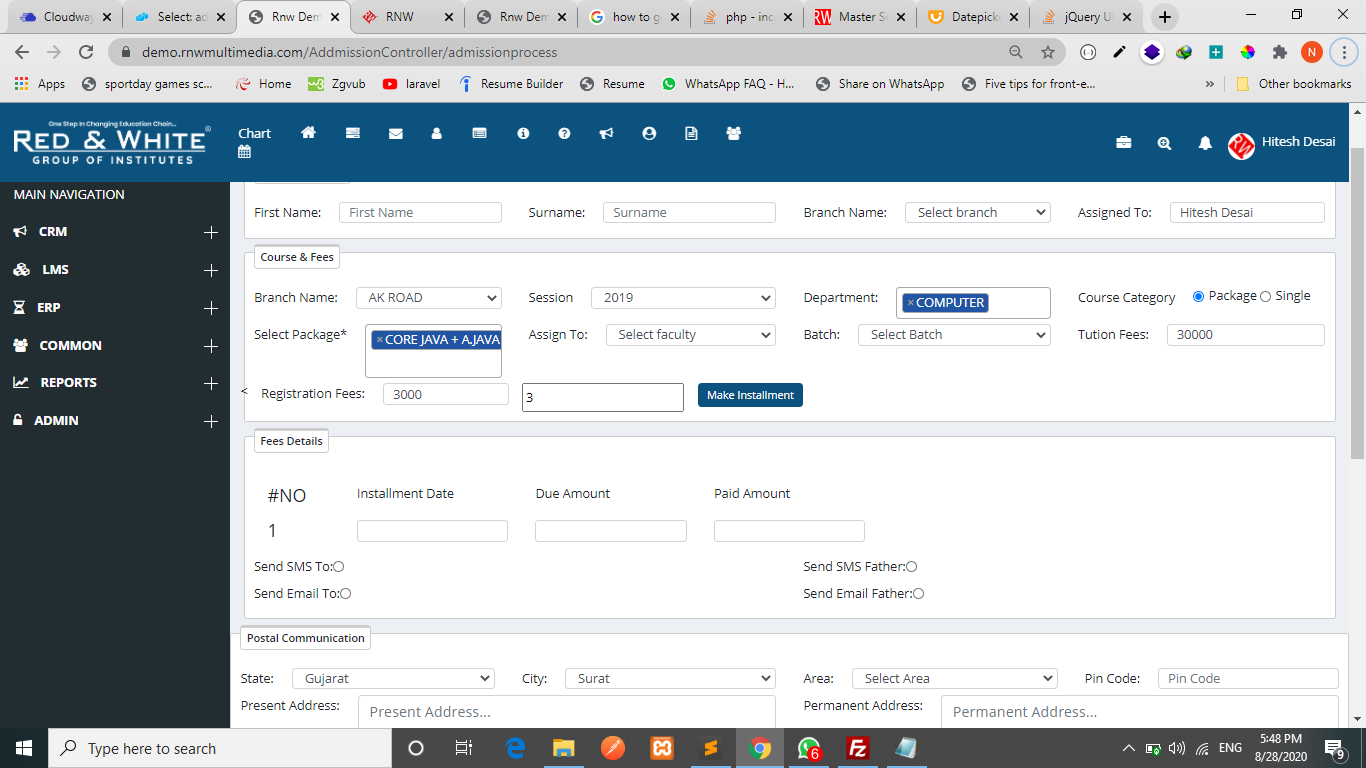 Cloudway
Select: ad
Rnw Dem
RNW
Rnw Dem
how to g
php - inc
Master S
Datepick
jQuery U
demo.rnwmultimedia.com/AddmissionController/admissionprocess
N
Apps
sportday games sc...
Home
Zgvub
laravel
Resume Builder
Resume
WhatsApp FAQ - H...
Share on WhatsApp
Five tips for front-e...
»
Other bookmarks
One Step In Changing Education Chain...
RED & WHITE®
GROUP OF INSTITUTES
Chart
Hitesh Desai
MAIN NAVIGATION
CRM
LMS
ERP
COMMON
REPORTS
ADMIN
First Name: First Name Surname: Surname Branch Name: Select branch Assigned To: Hitesh Desai
Course & Fees
Branch Name: AK ROAD Session 2019 Department: ×COMPUTER Course Category Package Single
Select Package* ×CORE JAVA + A.JAVA Assign To: Select faculty Batch: Select Batch Tution Fees: 30000
< Registration Fees: 3000 3 Make Installment
Fees Details
#NO Installment Date Due Amount Paid Amount
1
Send SMS To: Send SMS Father:
Send Email To: Send Email Father:
Postal Communication
State: Gujarat City: Surat Area: Select Area Pin Code: Pin Code
Present Address: Present Address... Permanent Address: Permanent Address...
Type here to search
6
ENG
5:48 PM
8/28/2020
9